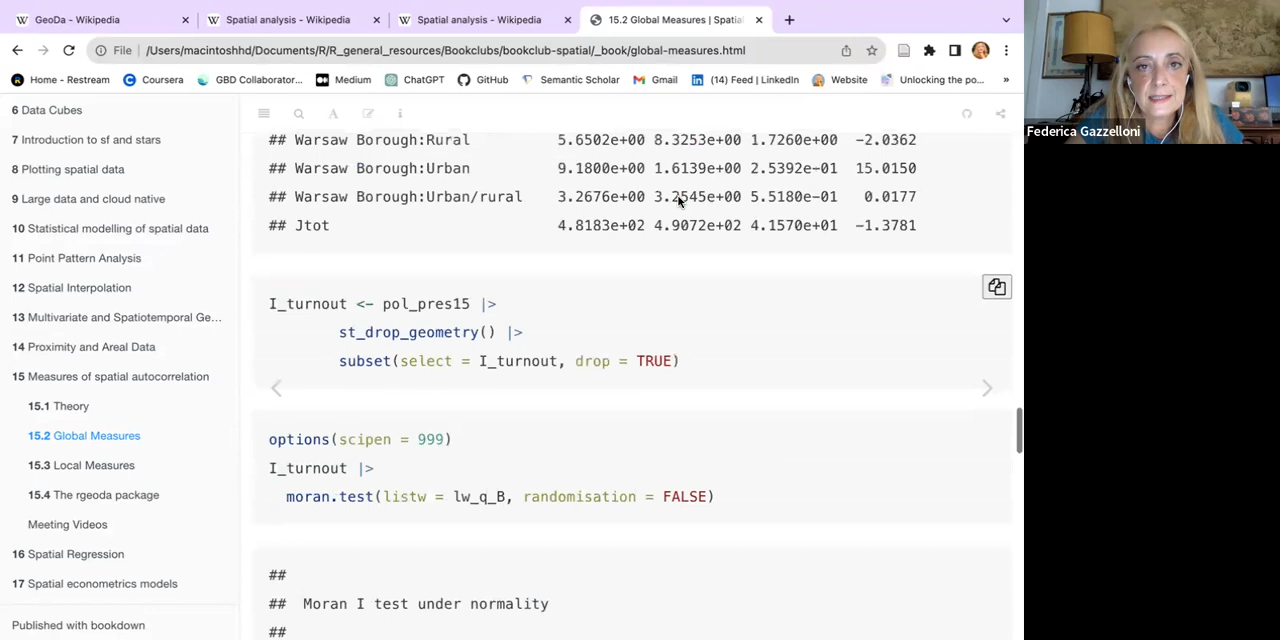 GeoDa - Wikipedia
Spatial analysis - Wikipedia
Spatial analysis - Wikipedia
15.2 Global Measures | Spatial
File /Users/macintoshhd/Documents/R/R_general_resources/Bookclubs/bookclub-spatial/_book/global-measures.html
Home - Restream Coursera GBD Collaborator... Medium ChatGPT GitHub Semantic Scholar Gmail (14) Feed | LinkedIn Website Unlocking the po... »
6 Data Cubes
7 Introduction to sf and stars
8 Plotting spatial data
9 Large data and cloud native
10 Statistical modelling of spatial data
11 Point Pattern Analysis
12 Spatial Interpolation
13 Multivariate and Spatiotemporal Ge...
14 Proximity and Areal Data
15 Measures of spatial autocorrelation
15.1 Theory
15.2 Global Measures
15.3 Local Measures
15.4 The rgeoda package
Meeting Videos
16 Spatial Regression
17 Spatial econometrics models
Published with bookdown
## Warsaw Borough:Rural 5.6502e+00 8.3253e+00 1.7260e+00 -2.0362
## Warsaw Borough:Urban 9.1800e+00 1.6139e+00 2.5392e-01 15.0150
## Warsaw Borough:Urban/rural 3.2676e+00 3.2545e+00 5.5180e-01 0.0177
## Jtot 4.8183e+02 4.9072e+02 4.1570e+01 -1.3781
I_turnout <- pol_pres15 |>
st_drop_geometry() |>
subset(select = I_turnout, drop = TRUE)
options(scipen = 999)
I_turnout |>
moran.test(listw = lw_q_B, randomisation = FALSE)
##
## Moran I test under normality
##
Federica Gazzelloni